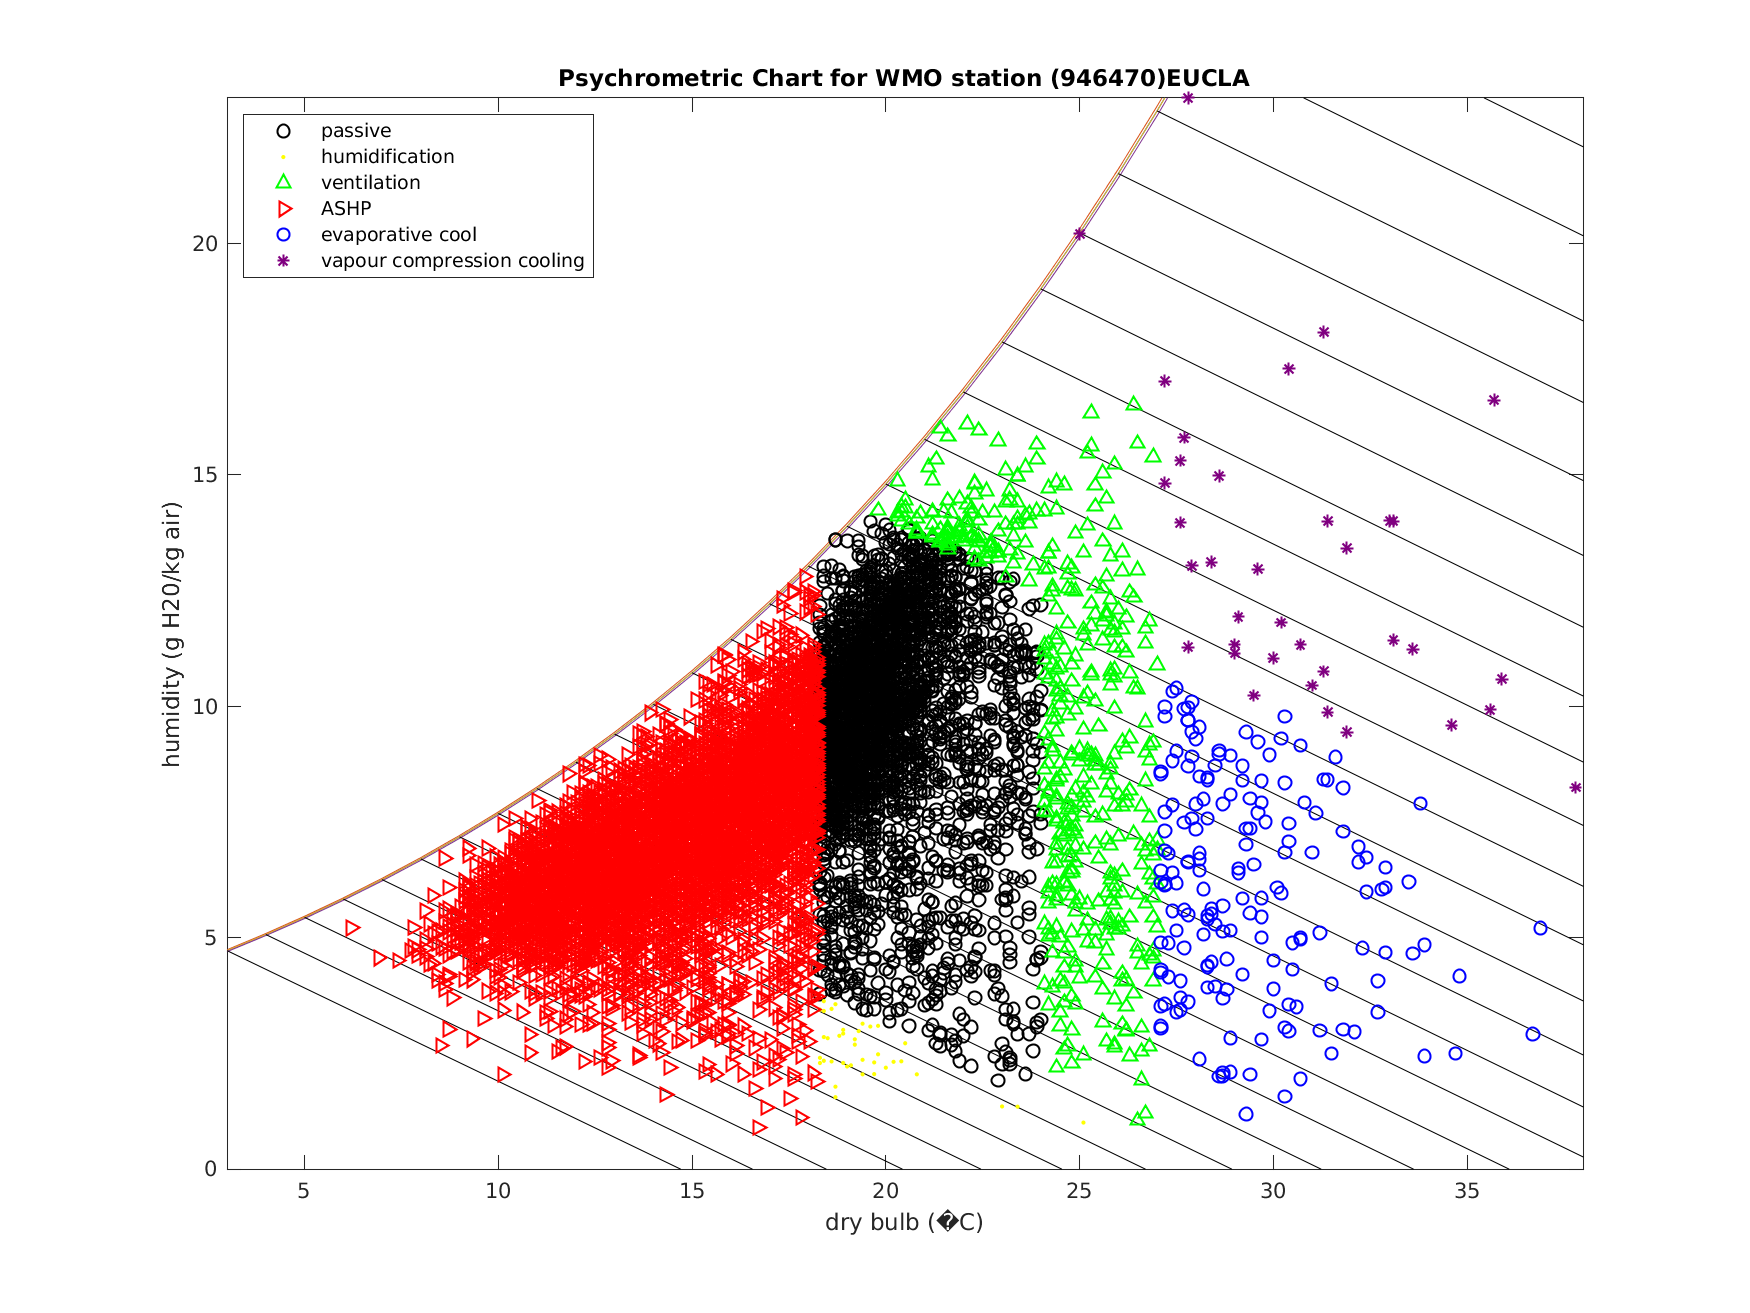 Psychrometric Chart for WMO station (946470)EUCLA
passive
humidification
ventilation
ASHP
evaporative cool
vapour compression cooling
20
15
10
5
0
humidity (g H20/kg air)
5 10 15 20 25 30 35
dry bulb (�C)